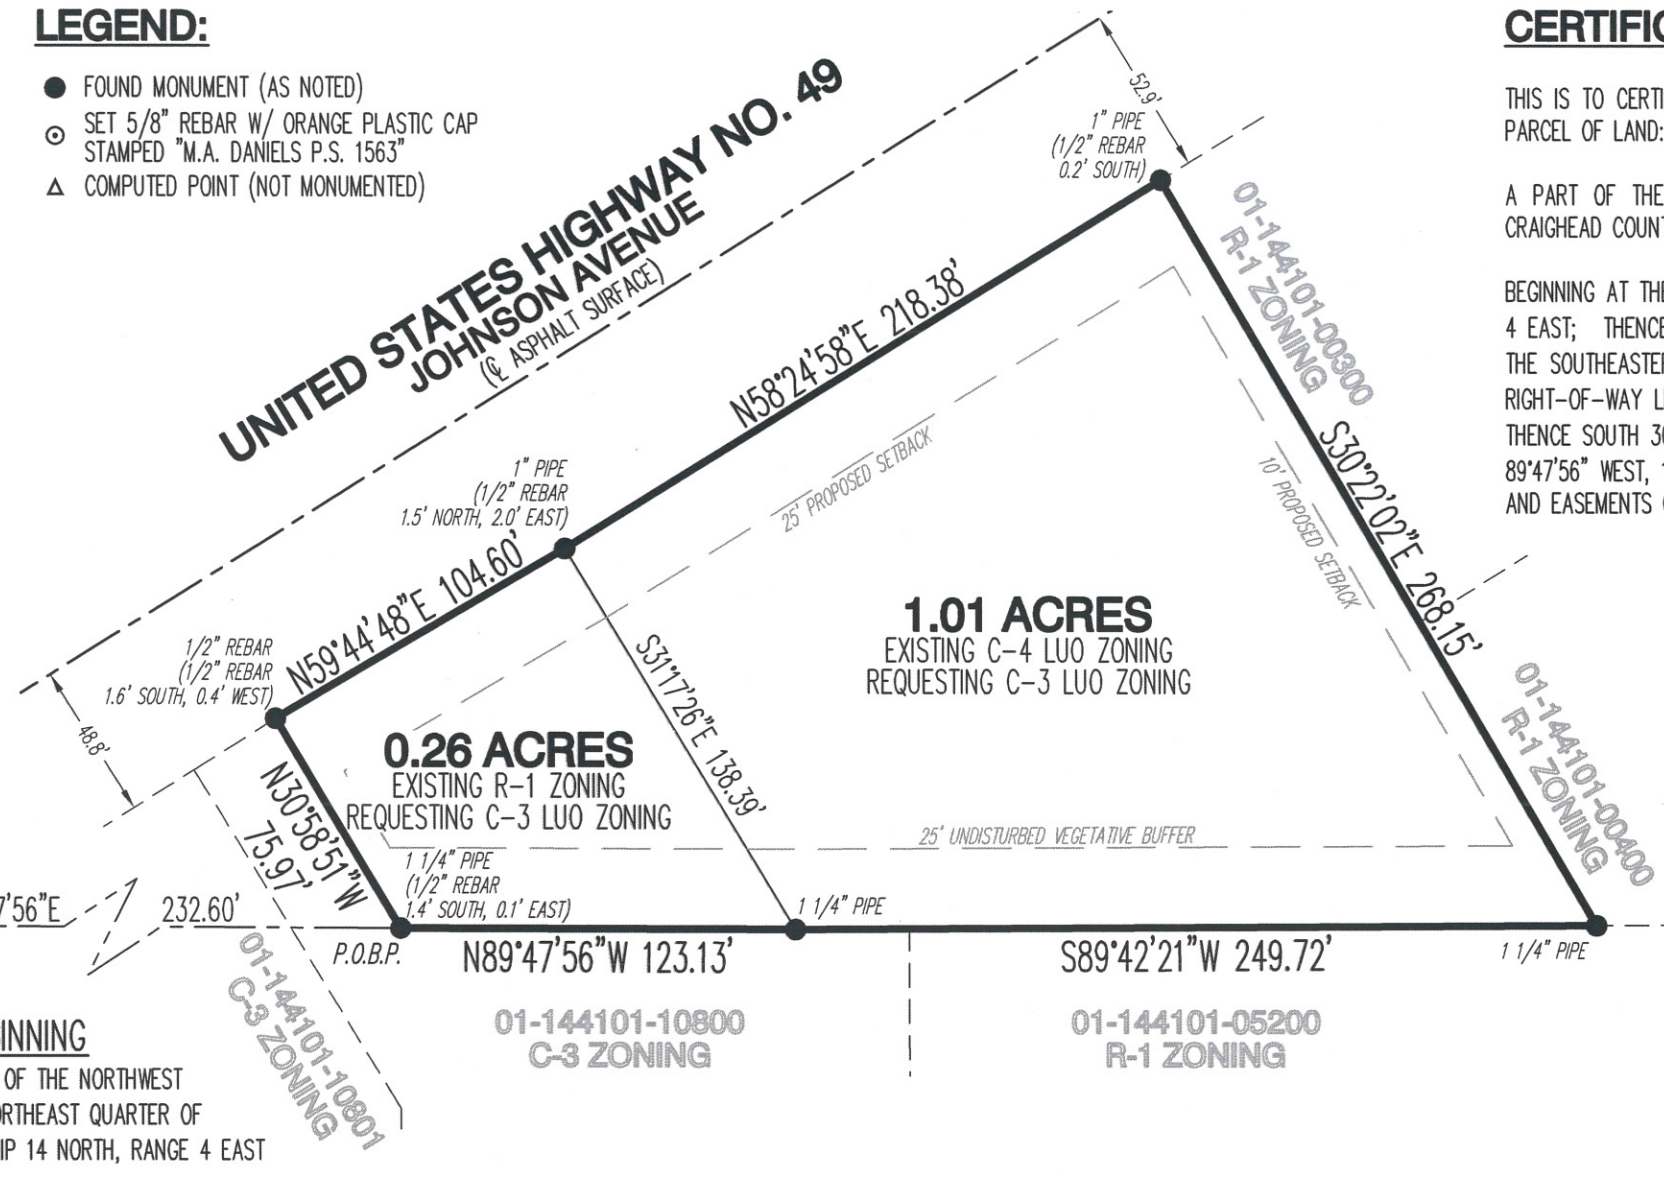 LEGEND:
FOUND MONUMENT (AS NOTED)
SET 5/8" REBAR W/ ORANGE PLASTIC CAP
STAMPED "M.A. DANIELS P.S. 1563"
COMPUTED POINT (NOT MONUMENTED)
UNITED STATES HIGHWAY NO. 49
JOHNSON AVENUE
(℄ ASPHALT SURFACE)
52.9'
1" PIPE
(1/2" REBAR
0.2' SOUTH)
01-144101-00300
R-1 ZONING
N58°24'58"E 218.38'
25' PROPOSED SETBACK
10' PROPOSED SETBACK
S30°22'02"E 268.15'
1" PIPE
(1/2" REBAR
1.5' NORTH, 2.0' EAST)
N59°44'48"E 104.60'
1/2" REBAR
(1/2" REBAR
1.6' SOUTH, 0.4' WEST)
48.8'
S31°17'26"E 138.39'
1.01 ACRES
EXISTING C-4 LUO ZONING
REQUESTING C-3 LUO ZONING
0.26 ACRES
EXISTING R-1 ZONING
REQUESTING C-3 LUO ZONING
N30°58'51"W
75.97'
25' UNDISTURBED VEGETATIVE BUFFER
01-144101-00400
R-1 ZONING
1 1/4" PIPE
(1/2" REBAR
1.4' SOUTH, 0.1' EAST)
1 1/4" PIPE
7'56"E
232.60'
P.O.B.P.
N89°47'56"W 123.13'
S89°42'21"W 249.72'
1 1/4" PIPE
01-144101-10801
C-3 ZONING
01-144101-10800
C-3 ZONING
01-144101-05200
R-1 ZONING
INNING
OF THE NORTHWEST
ORTHEAST QUARTER OF
IP 14 NORTH, RANGE 4 EAST
CERTIFIC
THIS IS TO CERTI
PARCEL OF LAND:
A PART OF THE
CRAIGHEAD COUNT
BEGINNING AT THE
4 EAST; THENCE
THE SOUTHEASTER
RIGHT-OF-WAY LI
THENCE SOUTH 30
89°47'56" WEST, 1
AND EASEMENTS (